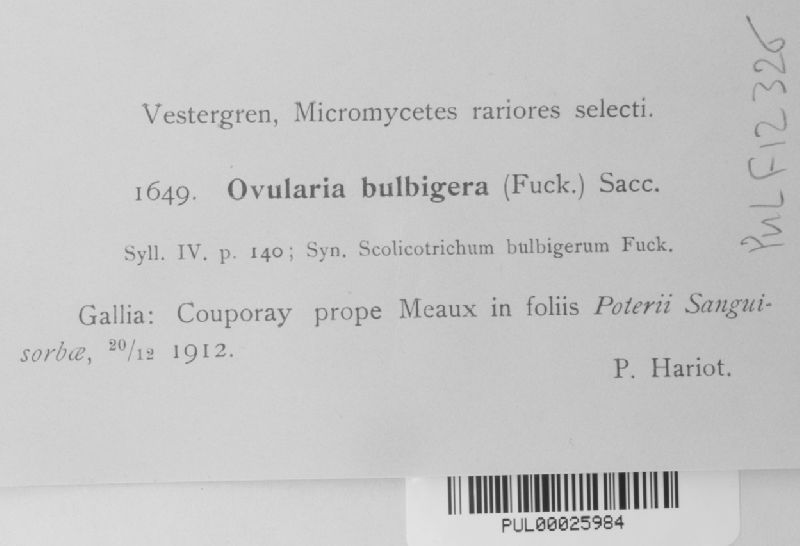 Vestergren, Micromycetes rariores selecti.
1649. Ovularia bulbigera (Fuck.) Sacc.
Syll. IV. p. 140; Syn. Scolicotrichum bulbigerum Fuck.
Gallia: Couporay prope Meaux in foliis Poterii Sangui-
sorbæ, 20/12 1912.
P. Hariot.
PUL F12326
PUL00025984